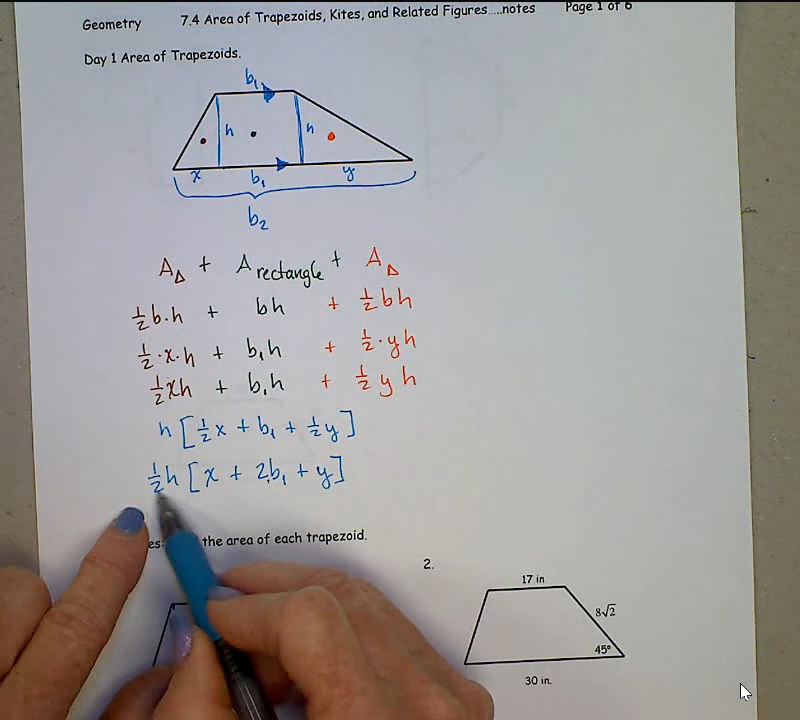 Geometry 7.4 Area of Trapezoids, Kites, and Related Figures....notes Page 1 of 6
Day 1 Area of Trapezoids.
b₁
h h
x b₁ y
b₂
A△ + A rectangle + A△
½b·h + bh + ½bh
½·x·h + b₁h + ½·yh
½xh + b₁h + ½yh
h[½x + b₁ + ½y]
½h[x + 2b₁ + y]
the area of each trapezoid.
2.
17 in
8√2
45°
30 in.